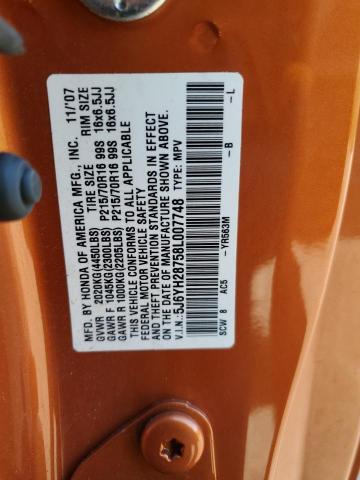 MFD. BY HONDA OF AMERICA MFG., INC. 11/'07
GVWR 2020KG(4450LBS) TIRE SIZE RIM SIZE
GAWR F 1045KG(2300LBS) P215/70R16 99S 16x6.5JJ
GAWR R 1000KG(2205LBS) P215/70R16 99S 16x6.5JJ
THIS VEHICLE CONFORMS TO ALL APPLICABLE
FEDERAL MOTOR VEHICLE SAFETY
AND THEFT PREVENTION STANDARDS IN EFFECT
ON THE DATE OF MANUFACTURE SHOWN ABOVE.
V.I.N.: 5J6YH28758L007748 TYPE: MPV
SCW 8 AC5 - YR563M -B -L